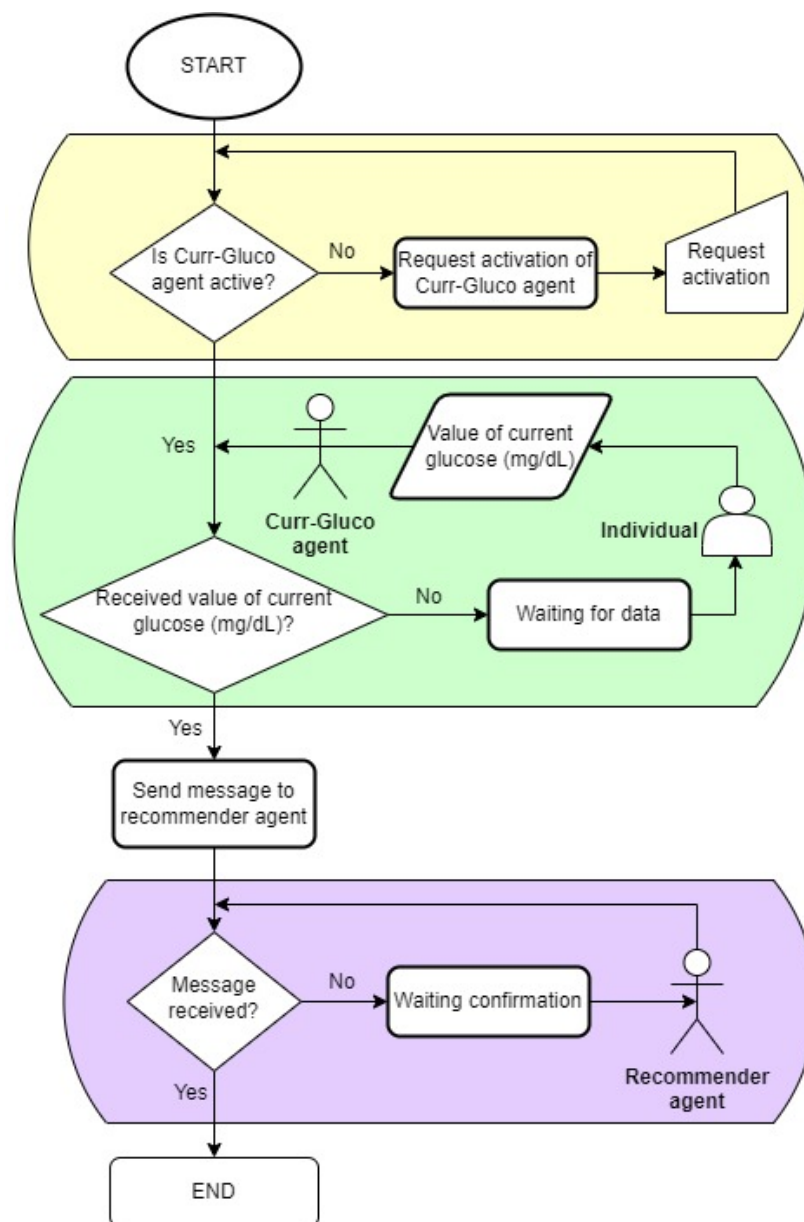 START
Is Curr-Gluco
agent active?
No
Request activation of
Curr-Gluco agent
Request
activation
Yes
Curr-Gluco
agent
Value of current
glucose (mg/dL)
Individual
Received value of current
glucose (mg/dL)?
No
Waiting for data
Yes
Send message to
recommender agent
Message
received?
No
Waiting confirmation
Recommender
agent
Yes
END